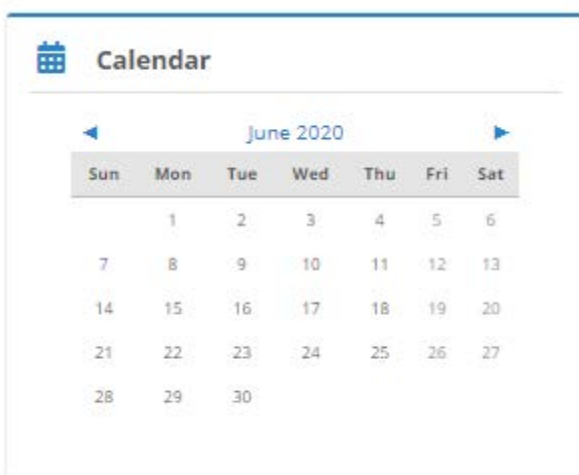 Calendar
◄ June 2020 ►
Sun Mon Tue Wed Thu Fri Sat
1 2 3 4 5 6
7 8 9 10 11 12 13
14 15 16 17 18 19 20
21 22 23 24 25 26 27
28 29 30